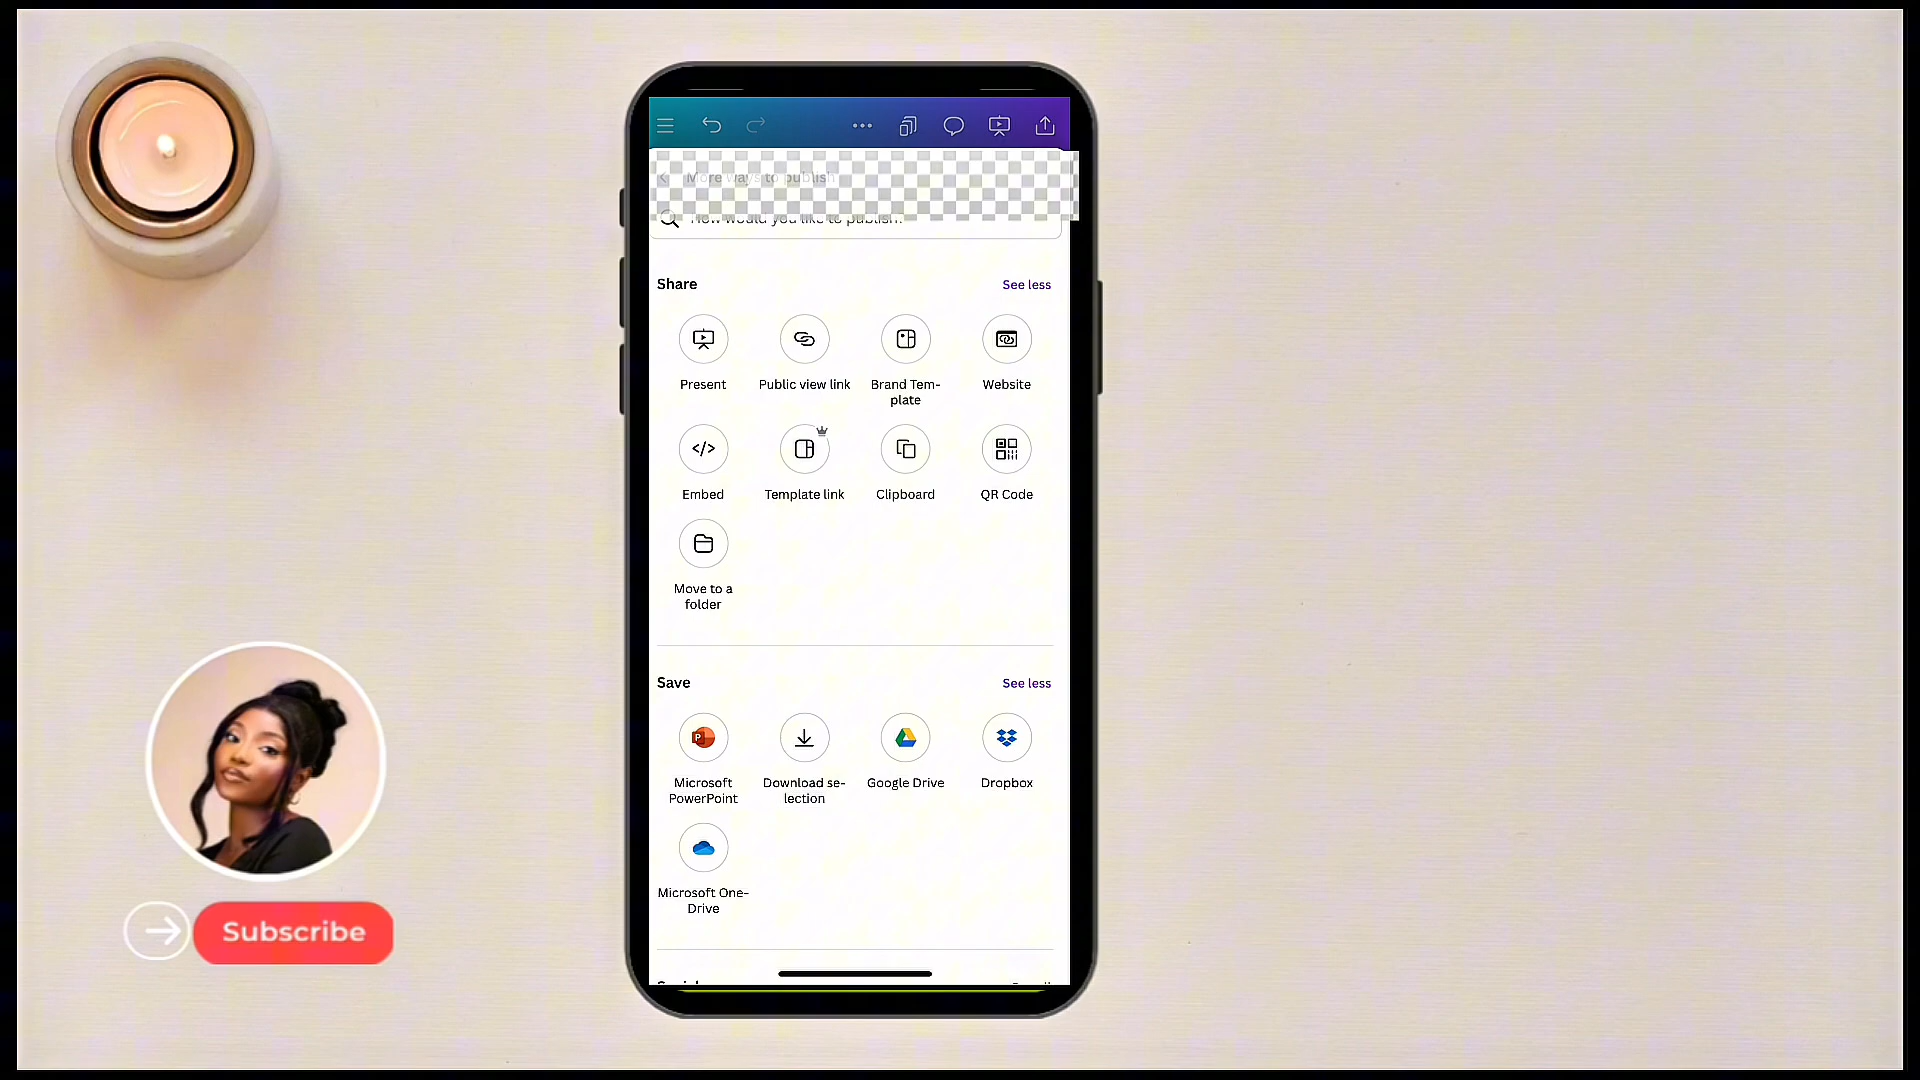 More ways to publish
How would you like to publish?
Share
See less
Present
Public view link
Brand Tem-
plate
Website
</>
Embed
Template link
Clipboard
QR Code
Move to a
folder
Save
See less
P
Microsoft
PowerPoint
Download se-
lection
Google Drive
Dropbox
Microsoft One-
Drive
Subscribe